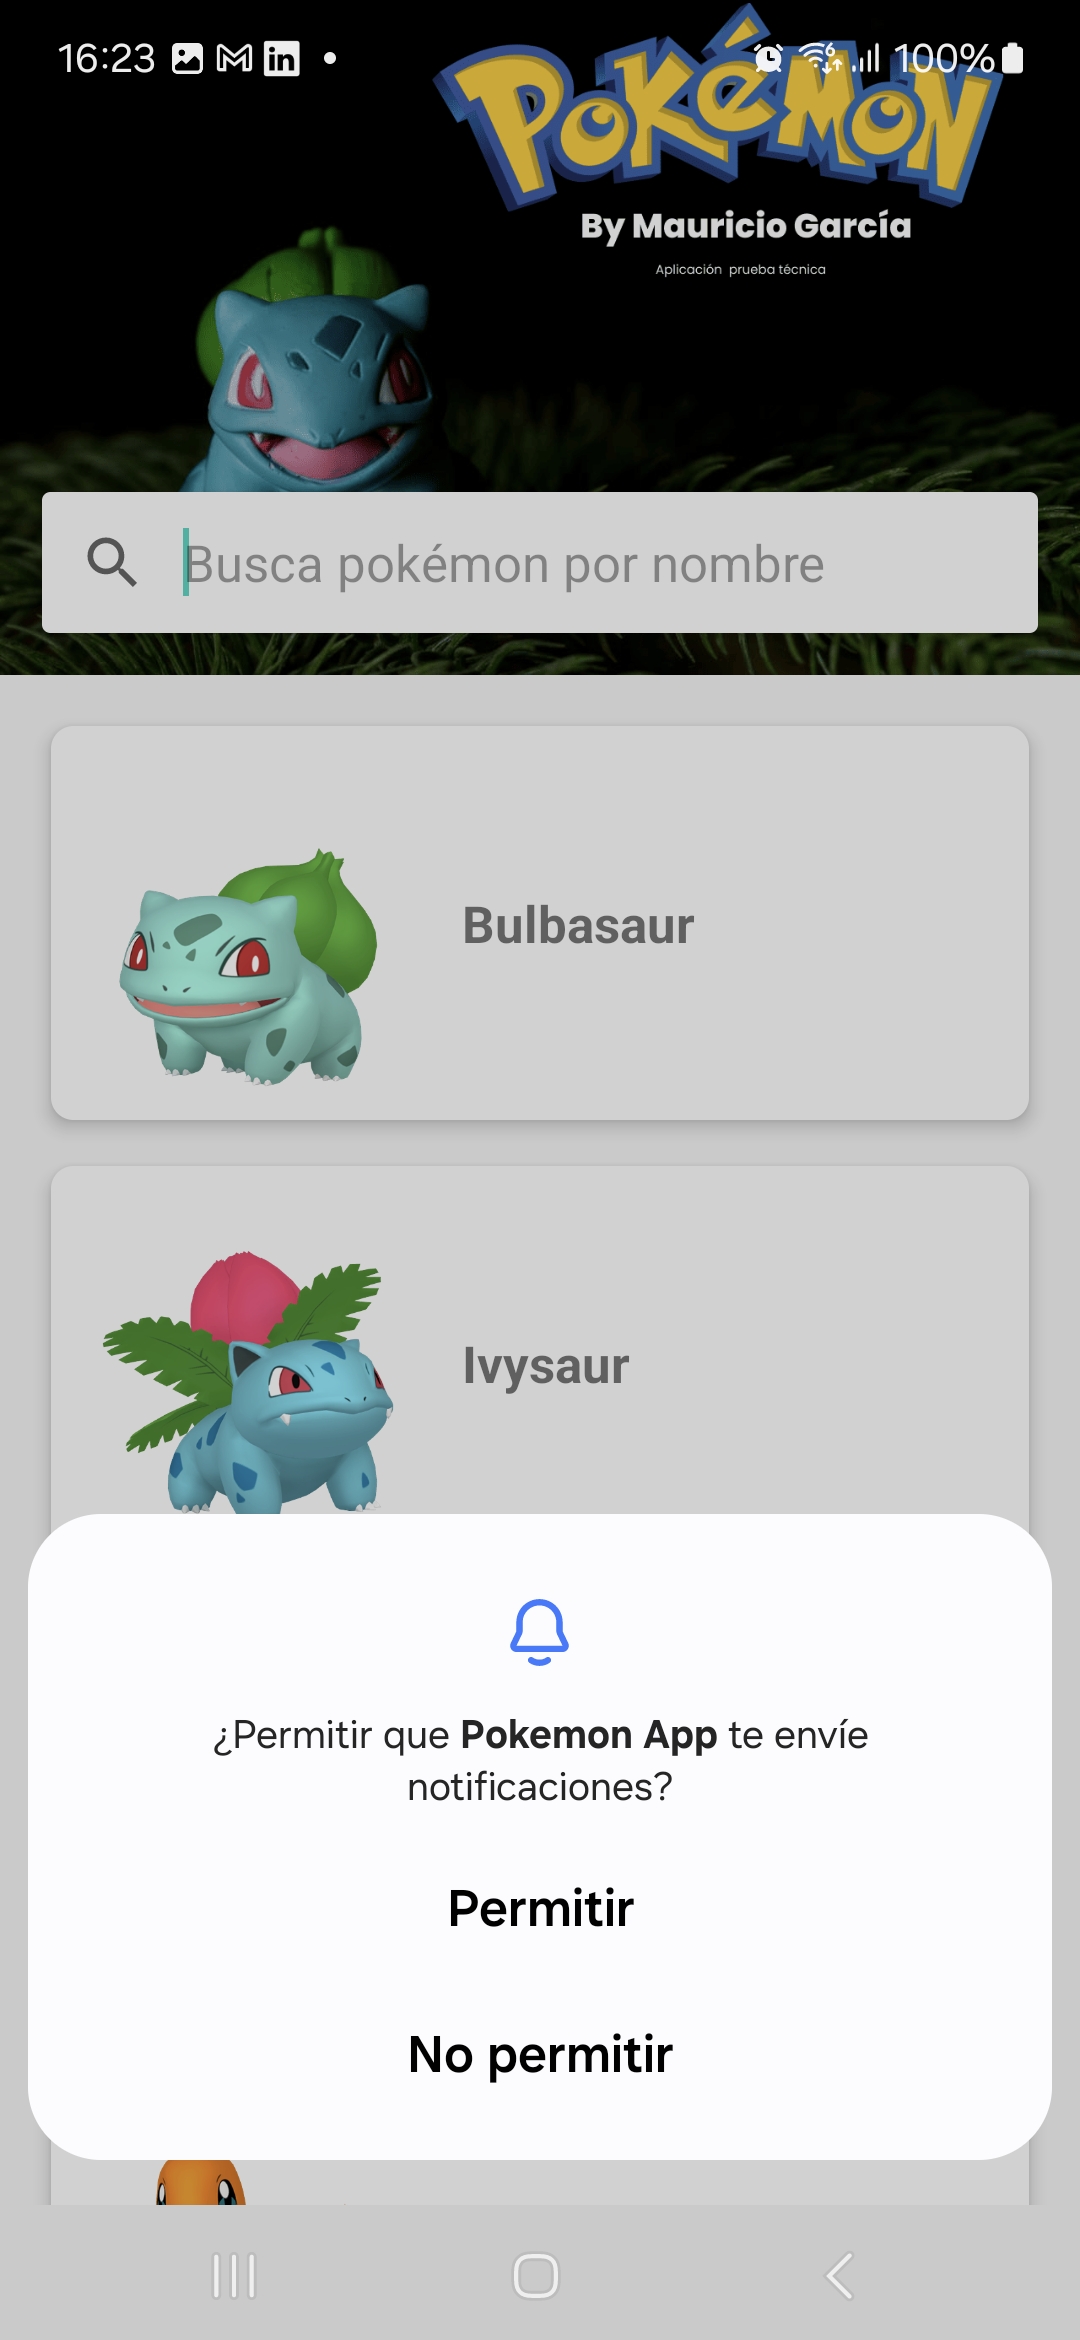 16:23
100%
Pokémon
By Mauricio García
Aplicación prueba técnica
Busca pokémon por nombre
Bulbasaur
Ivysaur
¿Permitir que Pokemon App te envíe
notificaciones?
Permitir
No permitir